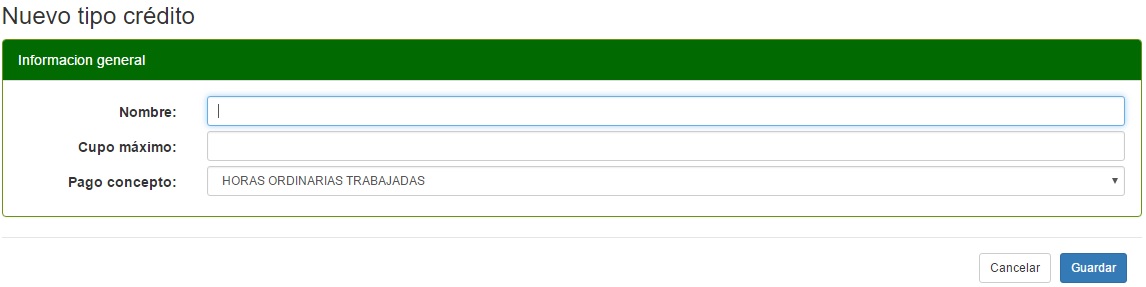 Nuevo tipo crédito
Informacion general
Nombre:
Cupo máximo:
Pago concepto: HORAS ORDINARIAS TRABAJADAS
Cancelar Guardar